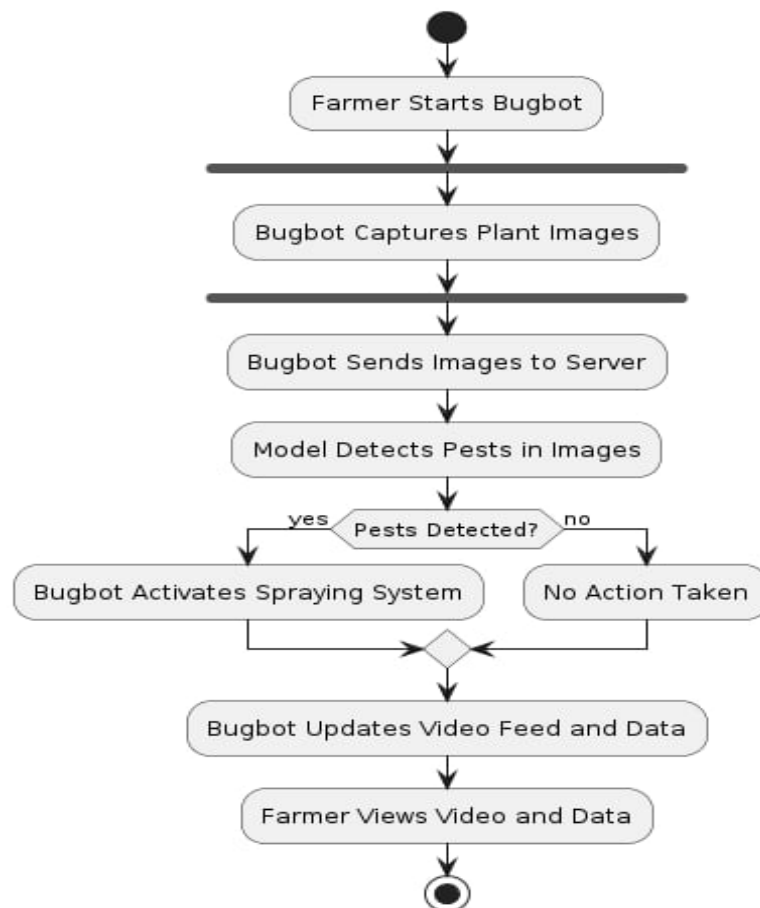 Farmer Starts Bugbot
Bugbot Captures Plant Images
Bugbot Sends Images to Server
Model Detects Pests in Images
yes
Pests Detected?
no
Bugbot Activates Spraying System
No Action Taken
Bugbot Updates Video Feed and Data
Farmer Views Video and Data